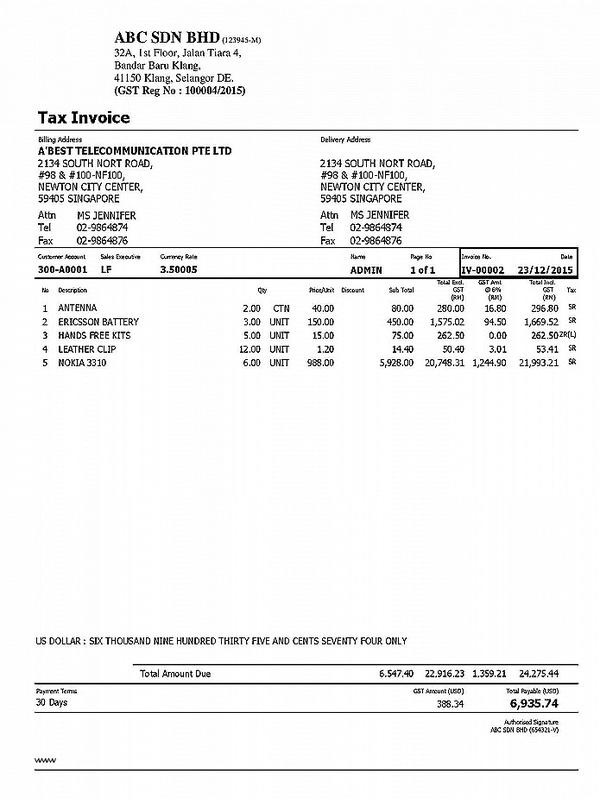 ABC SDN BHD (123945-M)
32A, 1st Floor, Jalan Tiara 4,
Bandar Baru Klang,
41150 Klang, Selangor DE.
(GST Reg No : 100004/2015)
Tax Invoice
Billing Address Delivery Address
A'BEST TELECOMMUNICATION PTE LTD
2134 SOUTH NORT ROAD, 2134 SOUTH NORT ROAD,
#98 & #100-NF100, #98 & #100-NF100,
NEWTON CITY CENTER, NEWTON CITY CENTER,
59405 SINGAPORE 59405 SINGAPORE
Attn MS JENNIFER Attn MS JENNIFER
Tel 02-9864874 Tel 02-9864874
Fax 02-9864876 Fax 02-9864876
Customer Account Sales Executive Currency Rate Name Page No Invoice No. Date
300-A0001 LF 3.50005 ADMIN 1 of 1 IV-00002 23/12/2015
No Description Qty Price/Unit Discount Sub Total Total Excl. GST (RM) GST Amt @ 6% (RM) Total Incl. GST (RM) Tax
1 ANTENNA 2.00 CTN 40.00 80.00 280.00 16.80 296.80 SR
2 ERICSSON BATTERY 3.00 UNIT 150.00 450.00 1,575.02 94.50 1,669.52 SR
3 HANDS FREE KITS 5.00 UNIT 15.00 75.00 262.50 0.00 262.50 ZR(L)
4 LEATHER CLIP 12.00 UNIT 1.20 14.40 50.40 3.01 53.41 SR
5 NOKIA 3310 6.00 UNIT 988.00 5,928.00 20,748.31 1,244.90 21,993.21 SR
US DOLLAR : SIX THOUSAND NINE HUNDRED THIRTY FIVE AND CENTS SEVENTY FOUR ONLY
Total Amount Due 6,547.40 22,916.23 1,359.21 24,275.44
Payment Terms GST Amount (USD) Total Payable (USD)
30 Days 388.34 6,935.74
Authorised Signature
ABC SDN BHD (654321-V)
www